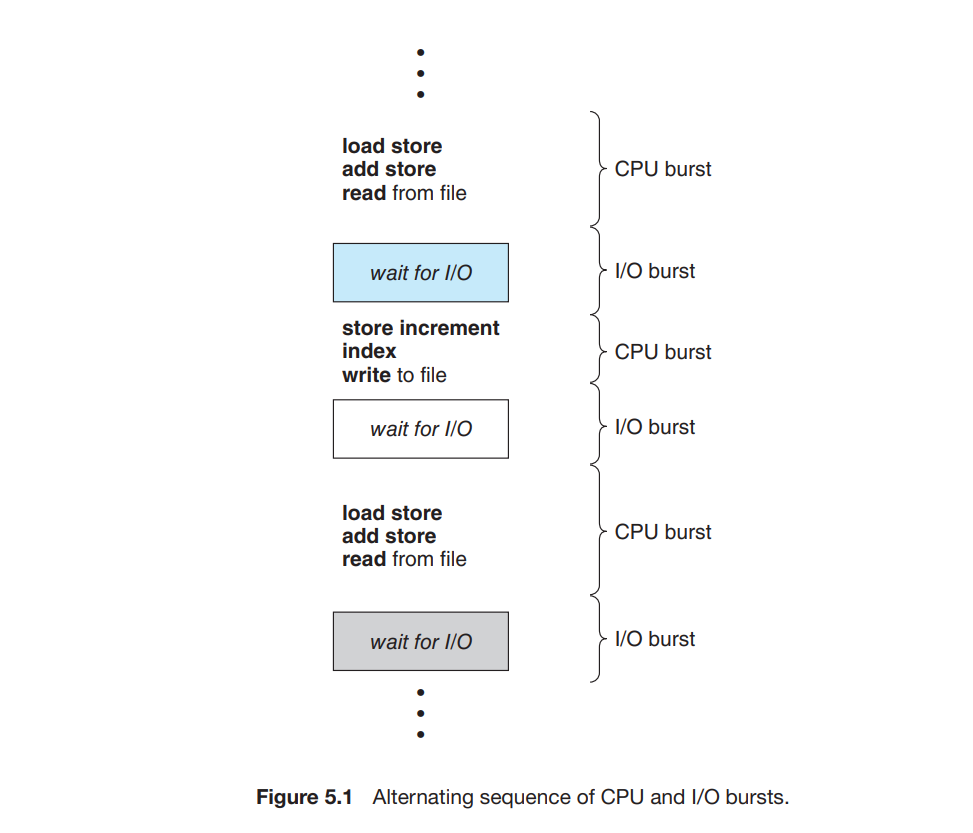 load store
add store
read from file
CPU burst
wait for I/O
I/O burst
store increment
index
write to file
CPU burst
wait for I/O
I/O burst
load store
add store
read from file
CPU burst
wait for I/O
I/O burst
Figure 5.1 Alternating sequence of CPU and I/O bursts.